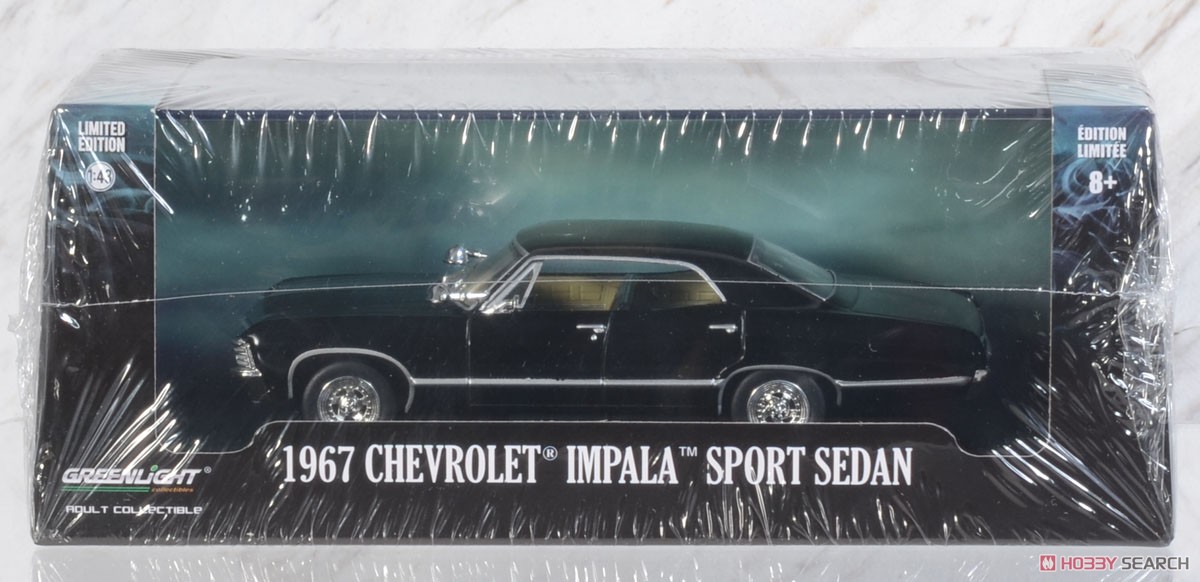 LIMITED
EDITION
1:43
ÉDITION
LIMITÉE
8+
GREENLIGHT®
collectibles
ADULT COLLECTIBLE
1967 CHEVROLET® IMPALA™ SPORT SEDAN
HOBBY SEARCH